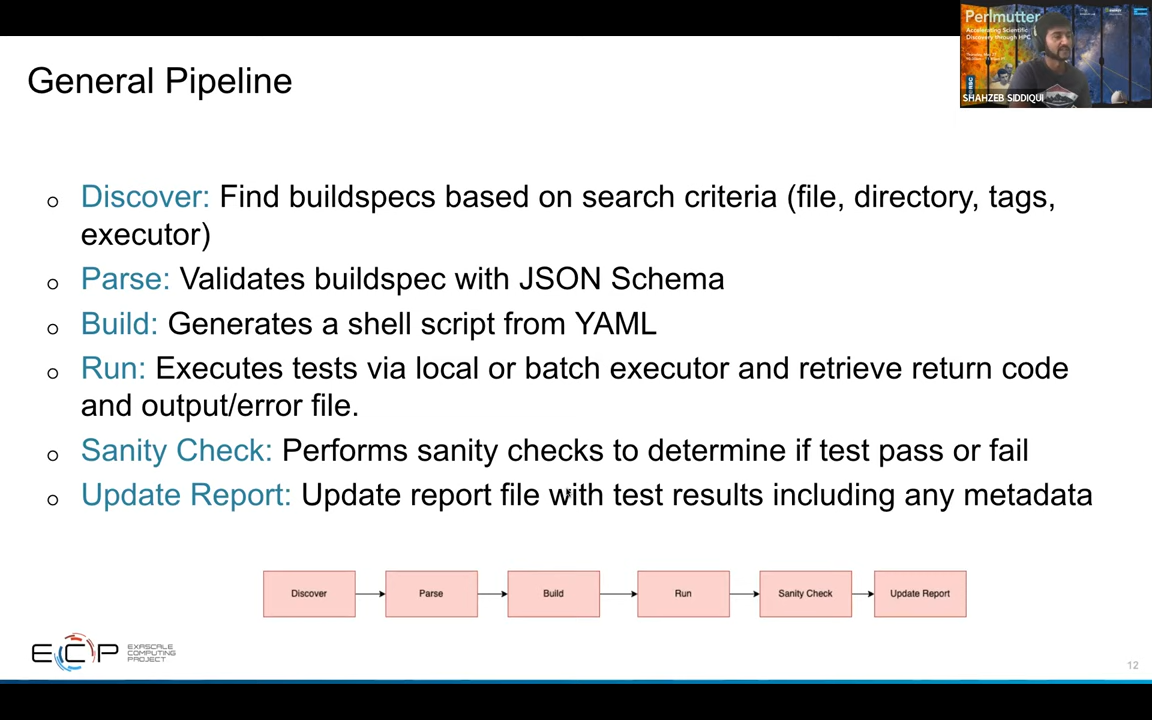 Perlmutter
Accelerating Scientific
Discovery through HPC
SHAHZEB SIDDIQUI
General Pipeline
Discover: Find buildspecs based on search criteria (file, directory, tags,
executor)
Parse: Validates buildspec with JSON Schema
Build: Generates a shell script from YAML
Run: Executes tests via local or batch executor and retrieve return code
and output/error file.
Sanity Check: Performs sanity checks to determine if test pass or fail
Update Report: Update report file with test results including any metadata
Discover
Parse
Build
Run
Sanity Check
Update Report
ECP
EXASCALE
COMPUTING
PROJECT
12